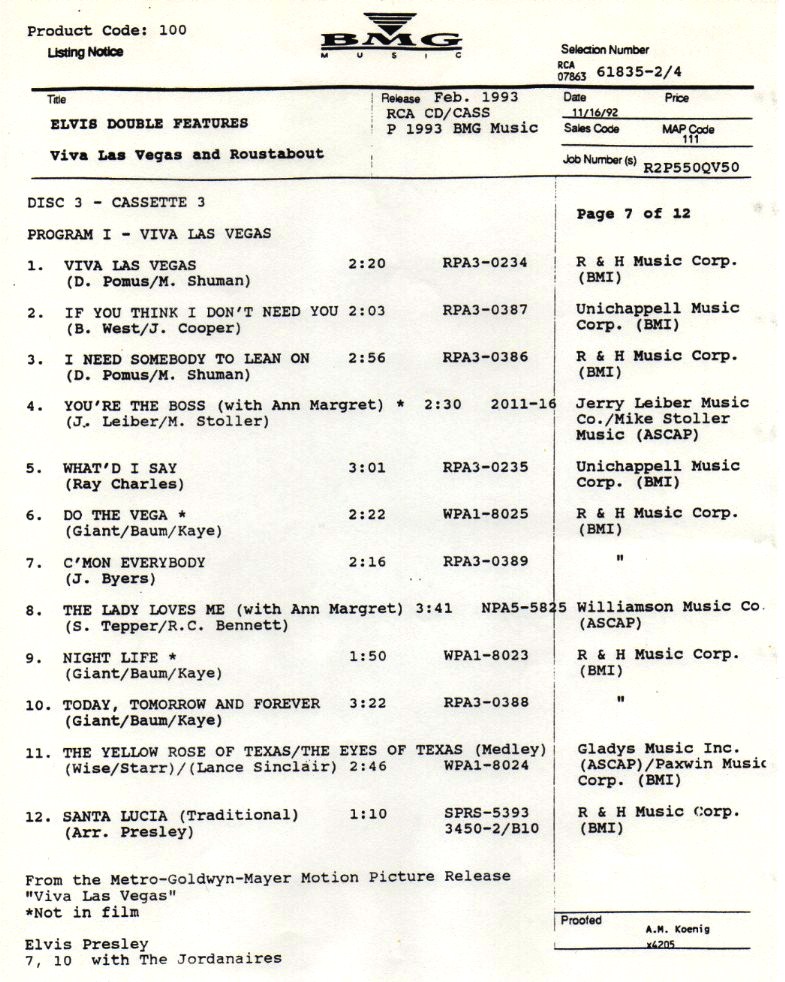 Product Code: 100
Listing Notice
BMG
MUSIC
Selection Number
RCA
07863 61835-2/4
Title
ELVIS DOUBLE FEATURES
Viva Las Vegas and Roustabout
Release Feb. 1993
RCA CD/CASS
P 1993 BMG Music
Date Price
11/16/92
Sales Code MAP Code
111
Job Number(s) R2P550QV50
DISC 3 - CASSETTE 3
Page 7 of 12
PROGRAM I - VIVA LAS VEGAS
1. VIVA LAS VEGAS 2:20 RPA3-0234 R & H Music Corp.
(D. Pomus/M. Shuman) (BMI)
2. IF YOU THINK I DON'T NEED YOU 2:03 RPA3-0387 Unichappell Music
(B. West/J. Cooper) Corp. (BMI)
3. I NEED SOMEBODY TO LEAN ON 2:56 RPA3-0386 R & H Music Corp.
(D. Pomus/M. Shuman) (BMI)
4. YOU'RE THE BOSS (with Ann Margret) * 2:30 2011-16 Jerry Leiber Music
(J. Leiber/M. Stoller) Co./Mike Stoller
Music (ASCAP)
5. WHAT'D I SAY 3:01 RPA3-0235 Unichappell Music
(Ray Charles) Corp. (BMI)
6. DO THE VEGA * 2:22 WPA1-8025 R & H Music Corp.
(Giant/Baum/Kaye) (BMI)
7. C'MON EVERYBODY 2:16 RPA3-0389 "
(J. Byers)
8. THE LADY LOVES ME (with Ann Margret) 3:41 NPA5-5825 Williamson Music Co.
(S. Tepper/R.C. Bennett) (ASCAP)
9. NIGHT LIFE * 1:50 WPA1-8023 R & H Music Corp.
(Giant/Baum/Kaye) (BMI)
10. TODAY, TOMORROW AND FOREVER 3:22 RPA3-0388 "
(Giant/Baum/Kaye)
11. THE YELLOW ROSE OF TEXAS/THE EYES OF TEXAS (Medley) Gladys Music Inc.
(Wise/Starr)/(Lance Sinclair) 2:46 WPA1-8024 (ASCAP)/Paxwin Music
Corp. (BMI)
12. SANTA LUCIA (Traditional) 1:10 SPRS-5393 R & H Music Corp.
(Arr. Presley) 3450-2/B10 (BMI)
From the Metro-Goldwyn-Mayer Motion Picture Release
"Viva Las Vegas"
*Not in film
Proofed
A.M. Koenig
x4205
Elvis Presley
7, 10 with The Jordanaires